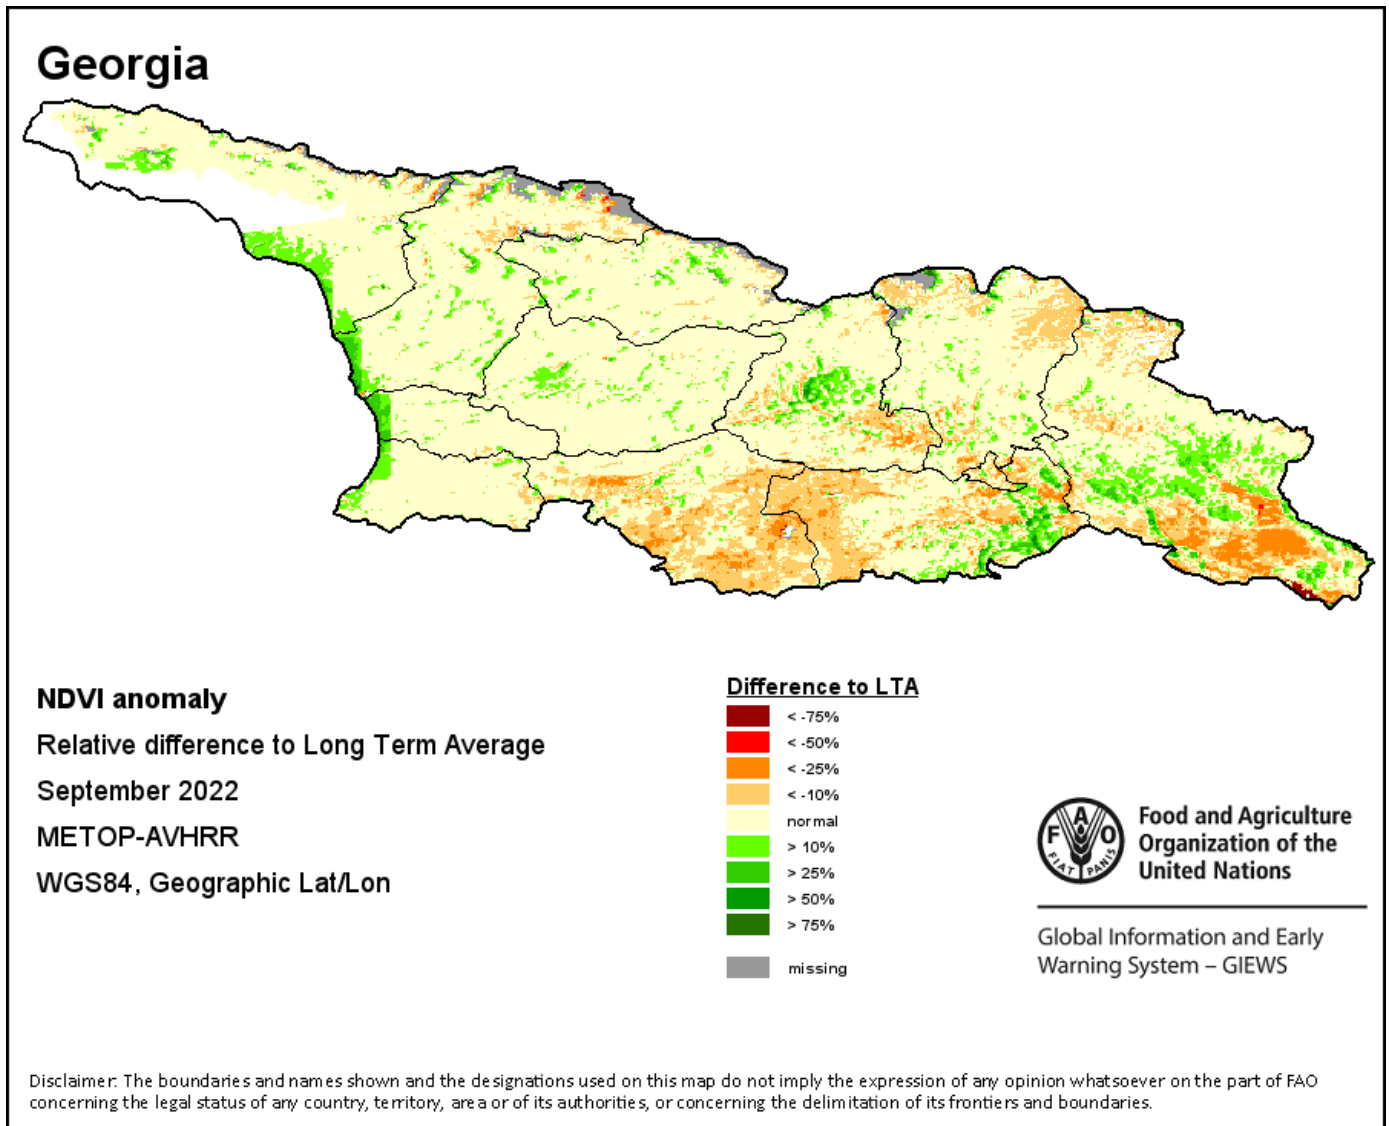 Georgia
NDVI anomaly
Relative difference to Long Term Average
September 2022
METOP-AVHRR
WGS84, Geographic Lat/Lon
Difference to LTA
< -75%
< -50%
< -25%
< -10%
normal
> 10%
> 25%
> 50%
> 75%
missing
F A O
FIAT PANIS
Food and Agriculture
Organization of the
United Nations
Global Information and Early
Warning System – GIEWS
Disclaimer: The boundaries and names shown and the designations used on this map do not imply the expression of any opinion whatsoever on the part of FAO
concerning the legal status of any country, territory, area or of its authorities, or concerning the delimitation of its frontiers and boundaries.